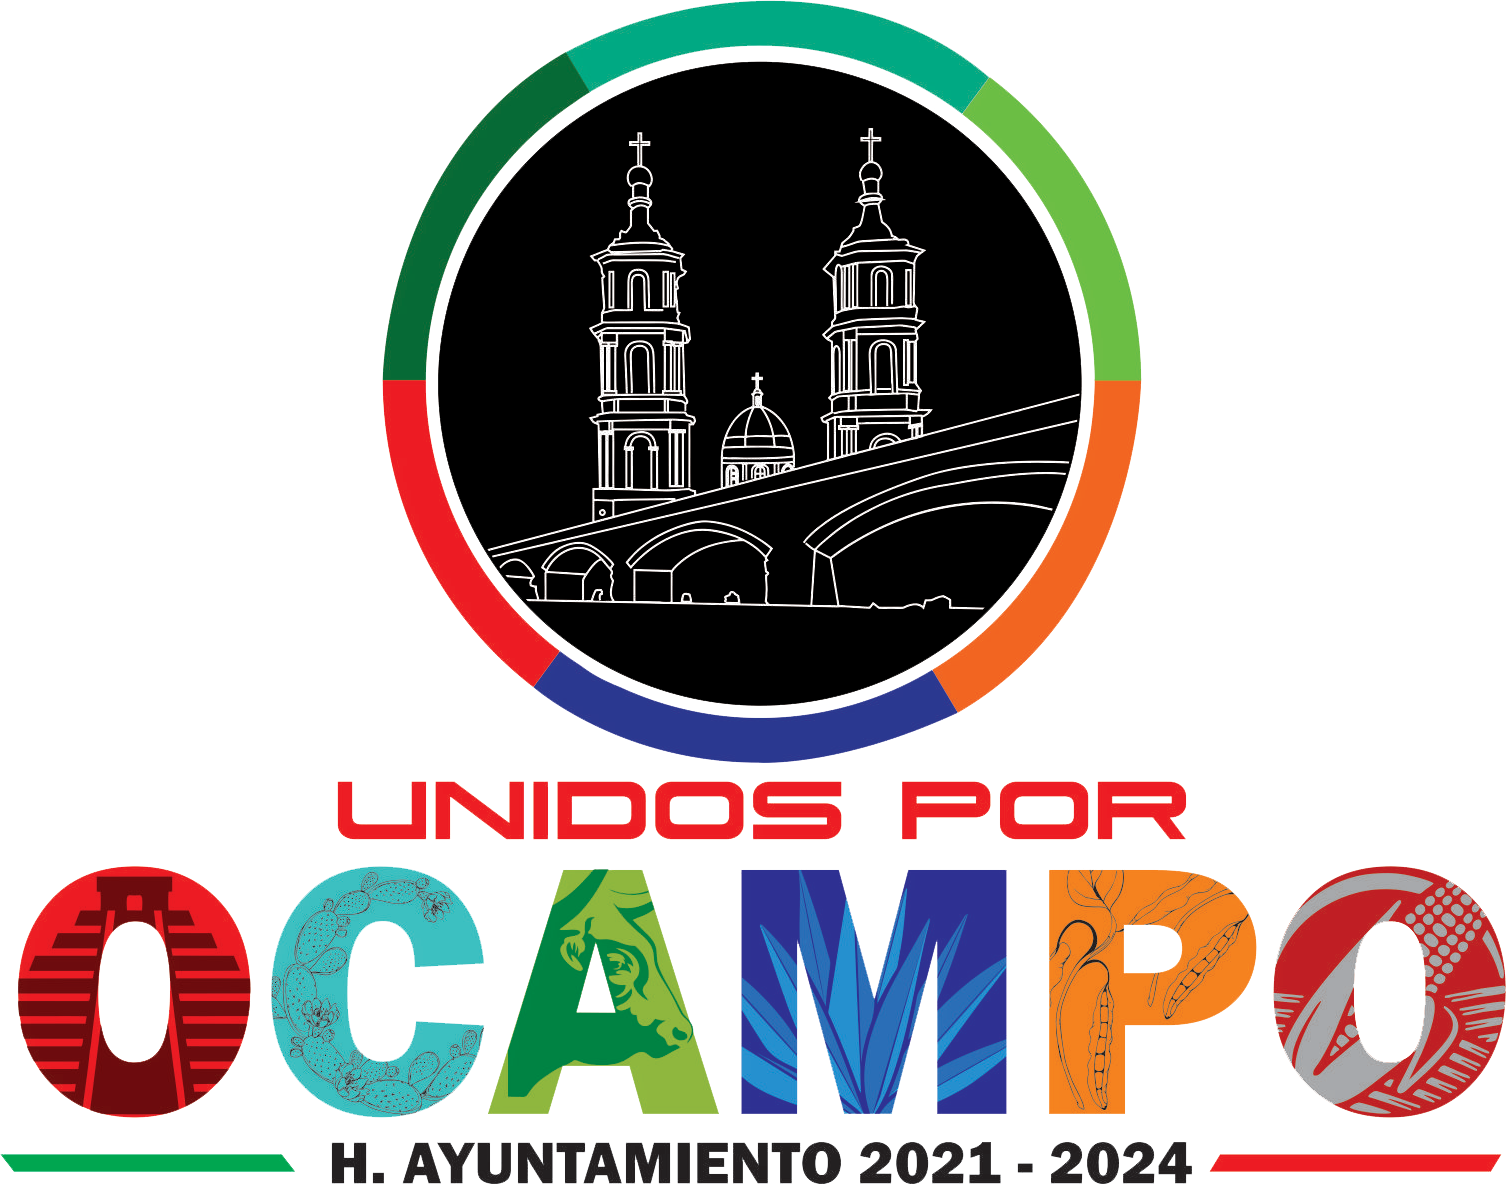 UNIDOS POR
OCAMPO
H. AYUNTAMIENTO 2021 - 2024